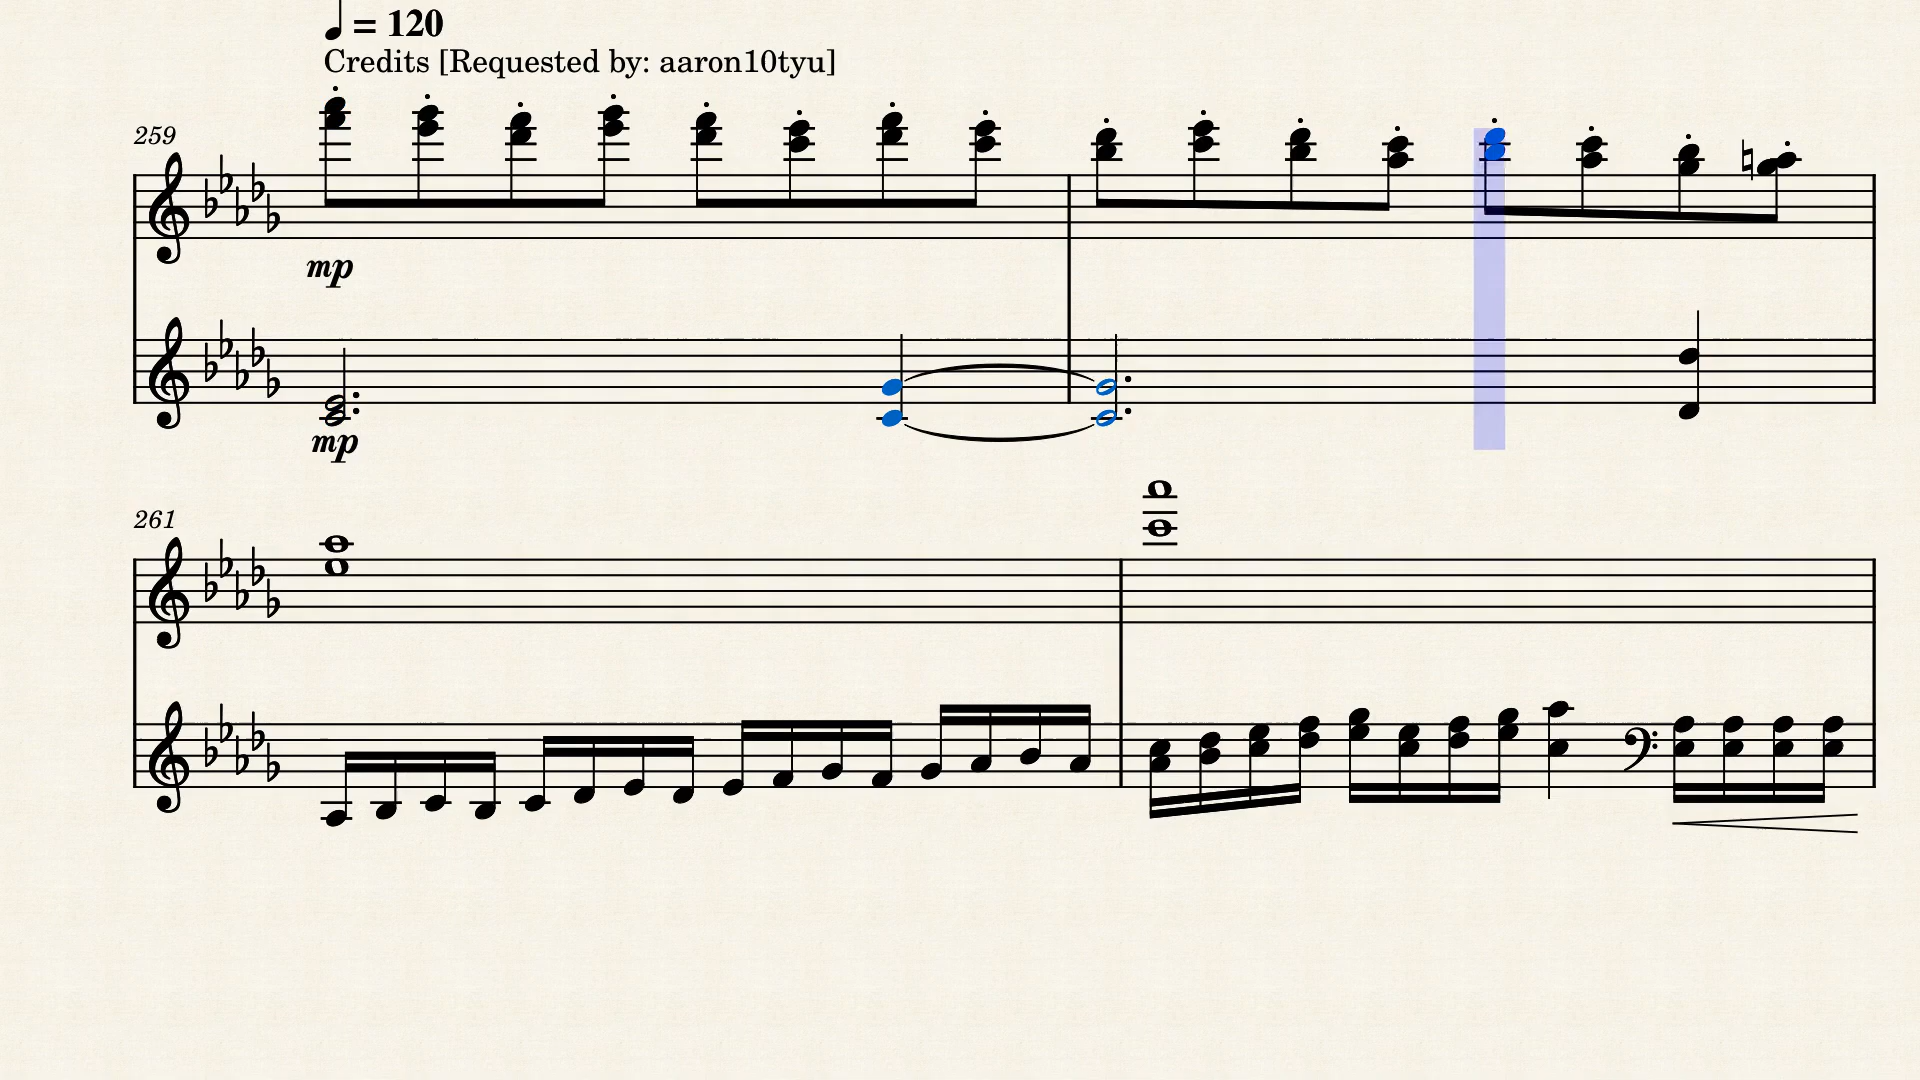 ♩ = 120
Credits [Requested by: aaron10tyu]
259
mp
mp
261